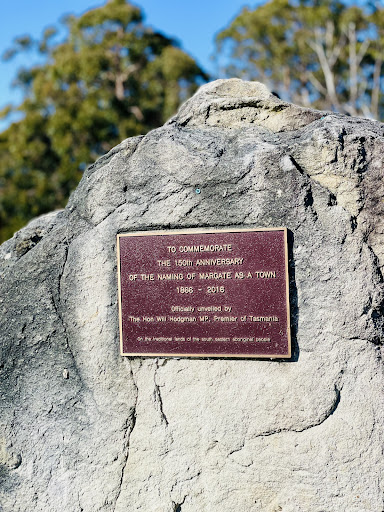 TO COMMEMORATE
THE 150th ANNIVERSARY
OF THE NAMING OF MARGATE AS A TOWN
1866 - 2016
Officially unveiled by
The Hon Will Hodgman MP, Premier of Tasmania
On the traditional lands of the south eastern aboriginal people